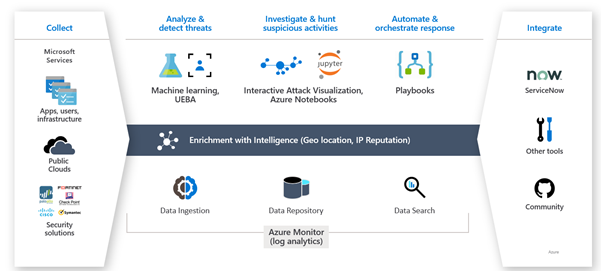 Collect
Microsoft
Services
Apps, users,
infrastructure
Public
Clouds
FORTINET
Check Point
CISCO
Symantec
Security
solutions
Analyze &
detect threats
Machine learning,
UEBA
Investigate & hunt
suspicious activities
jupyter
Interactive Attack Visualization,
Azure Notebooks
Automate &
orchestrate response
Playbooks
Enrichment with Intelligence (Geo location, IP Reputation)
Data Ingestion
Data Repository
Data Search
Azure Monitor
(log analytics)
Integrate
now
ServiceNow
Other tools
Community
Azure